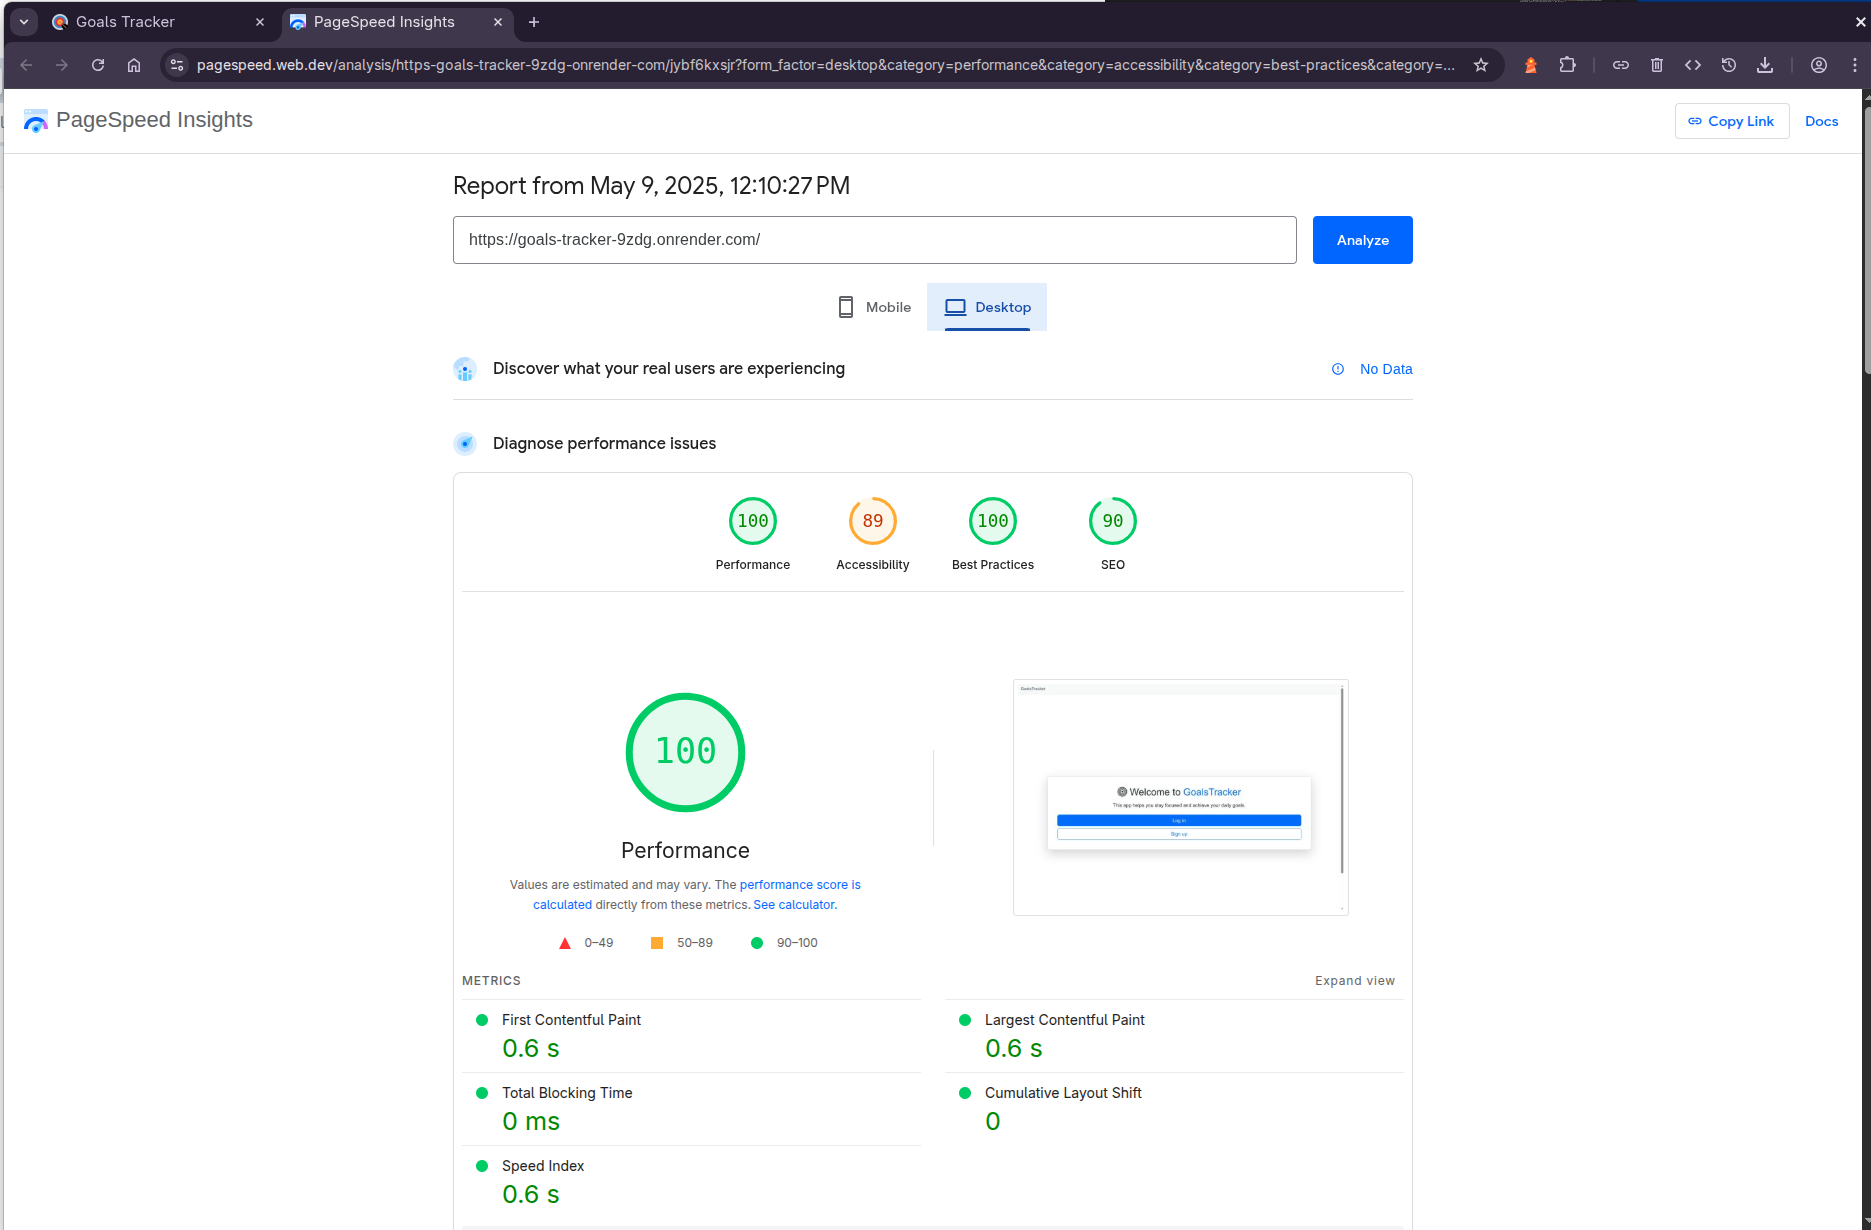 Goals Tracker
PageSpeed Insights
pagespeed.web.dev/analysis/https-goals-tracker-9zdg-onrender-com/jybf6kxsjr?form_factor=desktop&category=performance&category=accessibility&category=best-practices&category=...
PageSpeed Insights
Copy Link
Docs
Report from May 9, 2025, 12:10:27 PM
https://goals-tracker-9zdg.onrender.com/
Analyze
Mobile
Desktop
Discover what your real users are experiencing
No Data
Diagnose performance issues
100
89
100
90
Performance
Accessibility
Best Practices
SEO
100
Performance
Values are estimated and may vary. The performance score is
calculated directly from these metrics. See calculator.
0–49
50–89
90–100
GoalsTracker
Welcome to GoalsTracker
This app helps you stay focused and achieve your daily goals.
Log in
Sign up
METRICS
Expand view
First Contentful Paint
0.6 s
Largest Contentful Paint
0.6 s
Total Blocking Time
0 ms
Cumulative Layout Shift
0
Speed Index
0.6 s